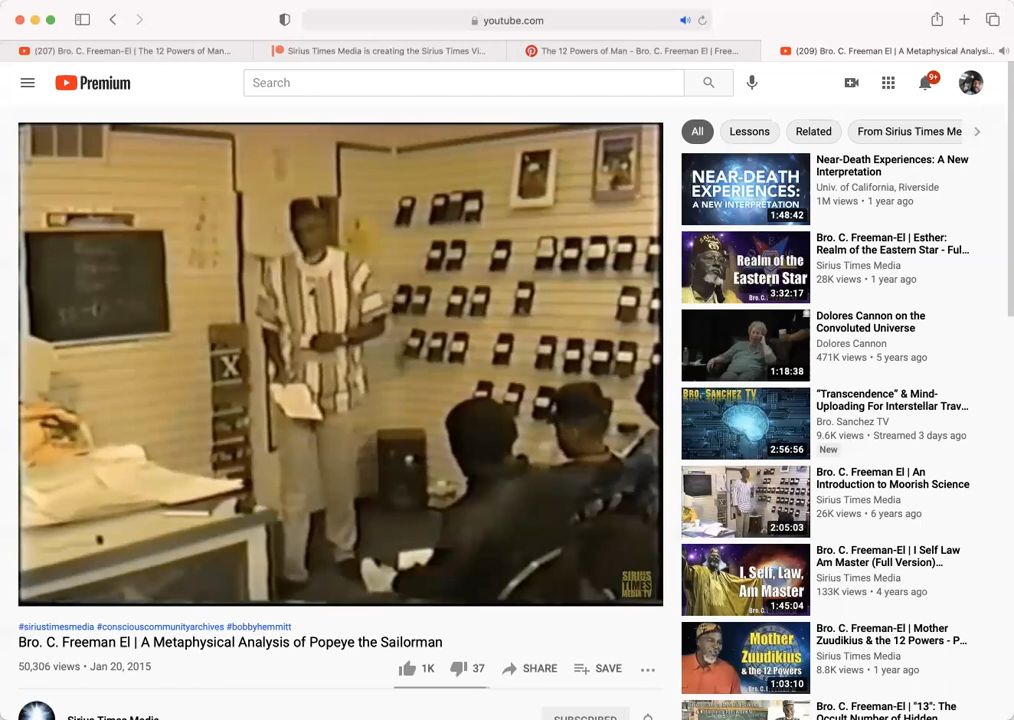 youtube.com
(207) Bro. C. Freeman-El | The 12 Powers of Man...
Sirius Times Media is creating the Sirius Times Vi...
The 12 Powers of Man - Bro. C. Freeman El | Free...
(209) Bro. C. Freeman El | A Metaphysical Analysi...
Premium
Search
9+
X
SIRIUS
TIMES
MEDIA TV
#siriustimesmedia #consciouscommunityarchives #bobbyhemmitt
Bro. C. Freeman El | A Metaphysical Analysis of Popeye the Sailorman
50,306 views • Jan 20, 2015
1K
37
SHARE
SAVE
Sirius Times Media
SUBSCRIBED
All
Lessons
Related
From Sirius Times Me
NEAR-DEATH
EXPERIENCES:
A NEW INTERPRETATION
1:48:42
Near-Death Experiences: A New
Interpretation
Univ. of California, Riverside
1M views • 1 year ago
Realm of the
Eastern Star
3:32:17
Bro. C.
Bro. C. Freeman-El | Esther:
Realm of the Eastern Star - Ful...
Sirius Times Media
28K views • 1 year ago
1:18:38
Dolores Cannon on the
Convoluted Universe
Dolores Cannon
471K views • 5 years ago
BRO. SANCHEZ TV
2:56:56
“Transcendence” & Mind-
Uploading For Interstellar Trav...
Bro. Sanchez TV
9.6K views • Streamed 3 days ago
New
2:05:03
Bro. C. Freeman El | An
Introduction to Moorish Science
Sirius Times Media
26K views • 6 years ago
I, Self, Law,
Am Master
1:45:04
Bro. C. Freeman-El | I Self Law
Am Master (Full Version)...
Sirius Times Media
133K views • 4 years ago
Mother
Zuudikius
& the 12 Powers
1:03:10
Bro. C.
Bro. C. Freeman-El | Mother
Zuudikius & the 12 Powers - P...
Sirius Times Media
8.8K views • 1 year ago
Bro. C. Freeman-El | "13": The
Occult Number of Hidden